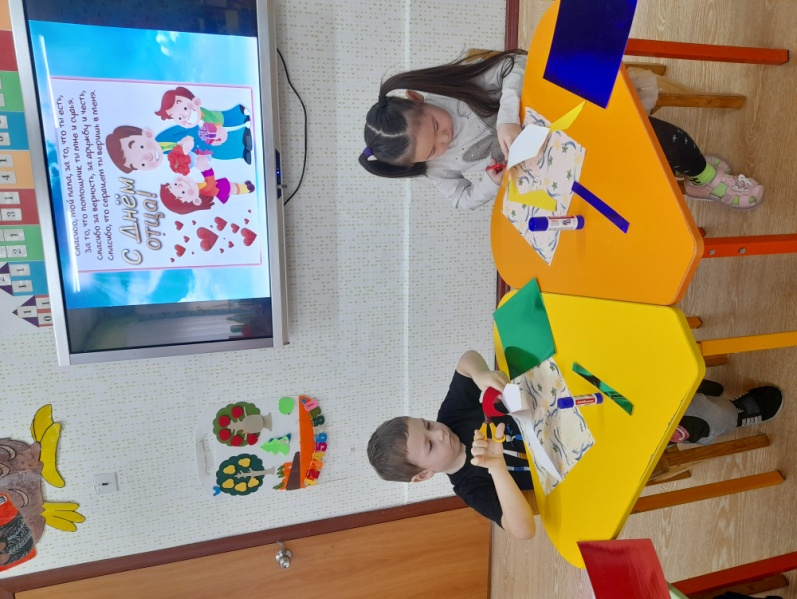 Спасибо, мой папа, за то, что ты есть,
За то, что помощник ты мне и судья
Спасибо за верность, за дружбу и честь,
Спасибо, что сердцем ты веришь в меня
С Днём
отца!